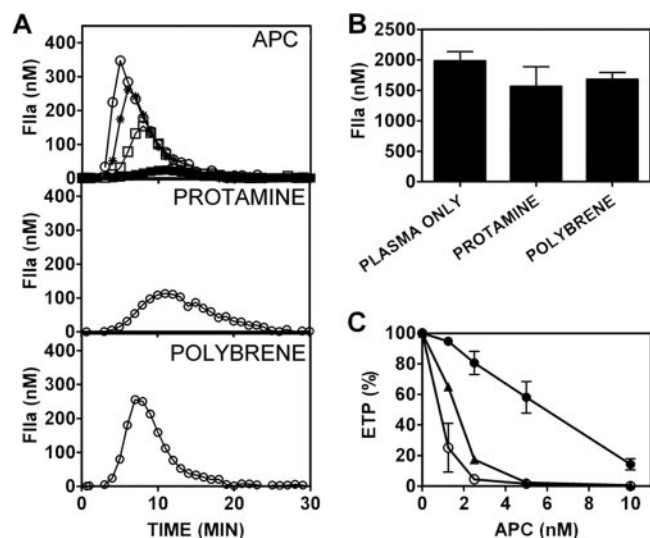 A
APC
FIIa (nM)
400
300
200
100
0
PROTAMINE
FIIa (nM)
400
300
200
100
0
POLYBRENE
FIIa (nM)
400
300
200
100
0
0 10 20 30
TIME (MIN)
B
FIIa (nM)
2500
2000
1500
1000
500
0
PLASMA ONLY
PROTAMINE
POLYBRENE
C
ETP (%)
100
80
60
40
20
0
0 2 4 6 8 10
APC (nM)